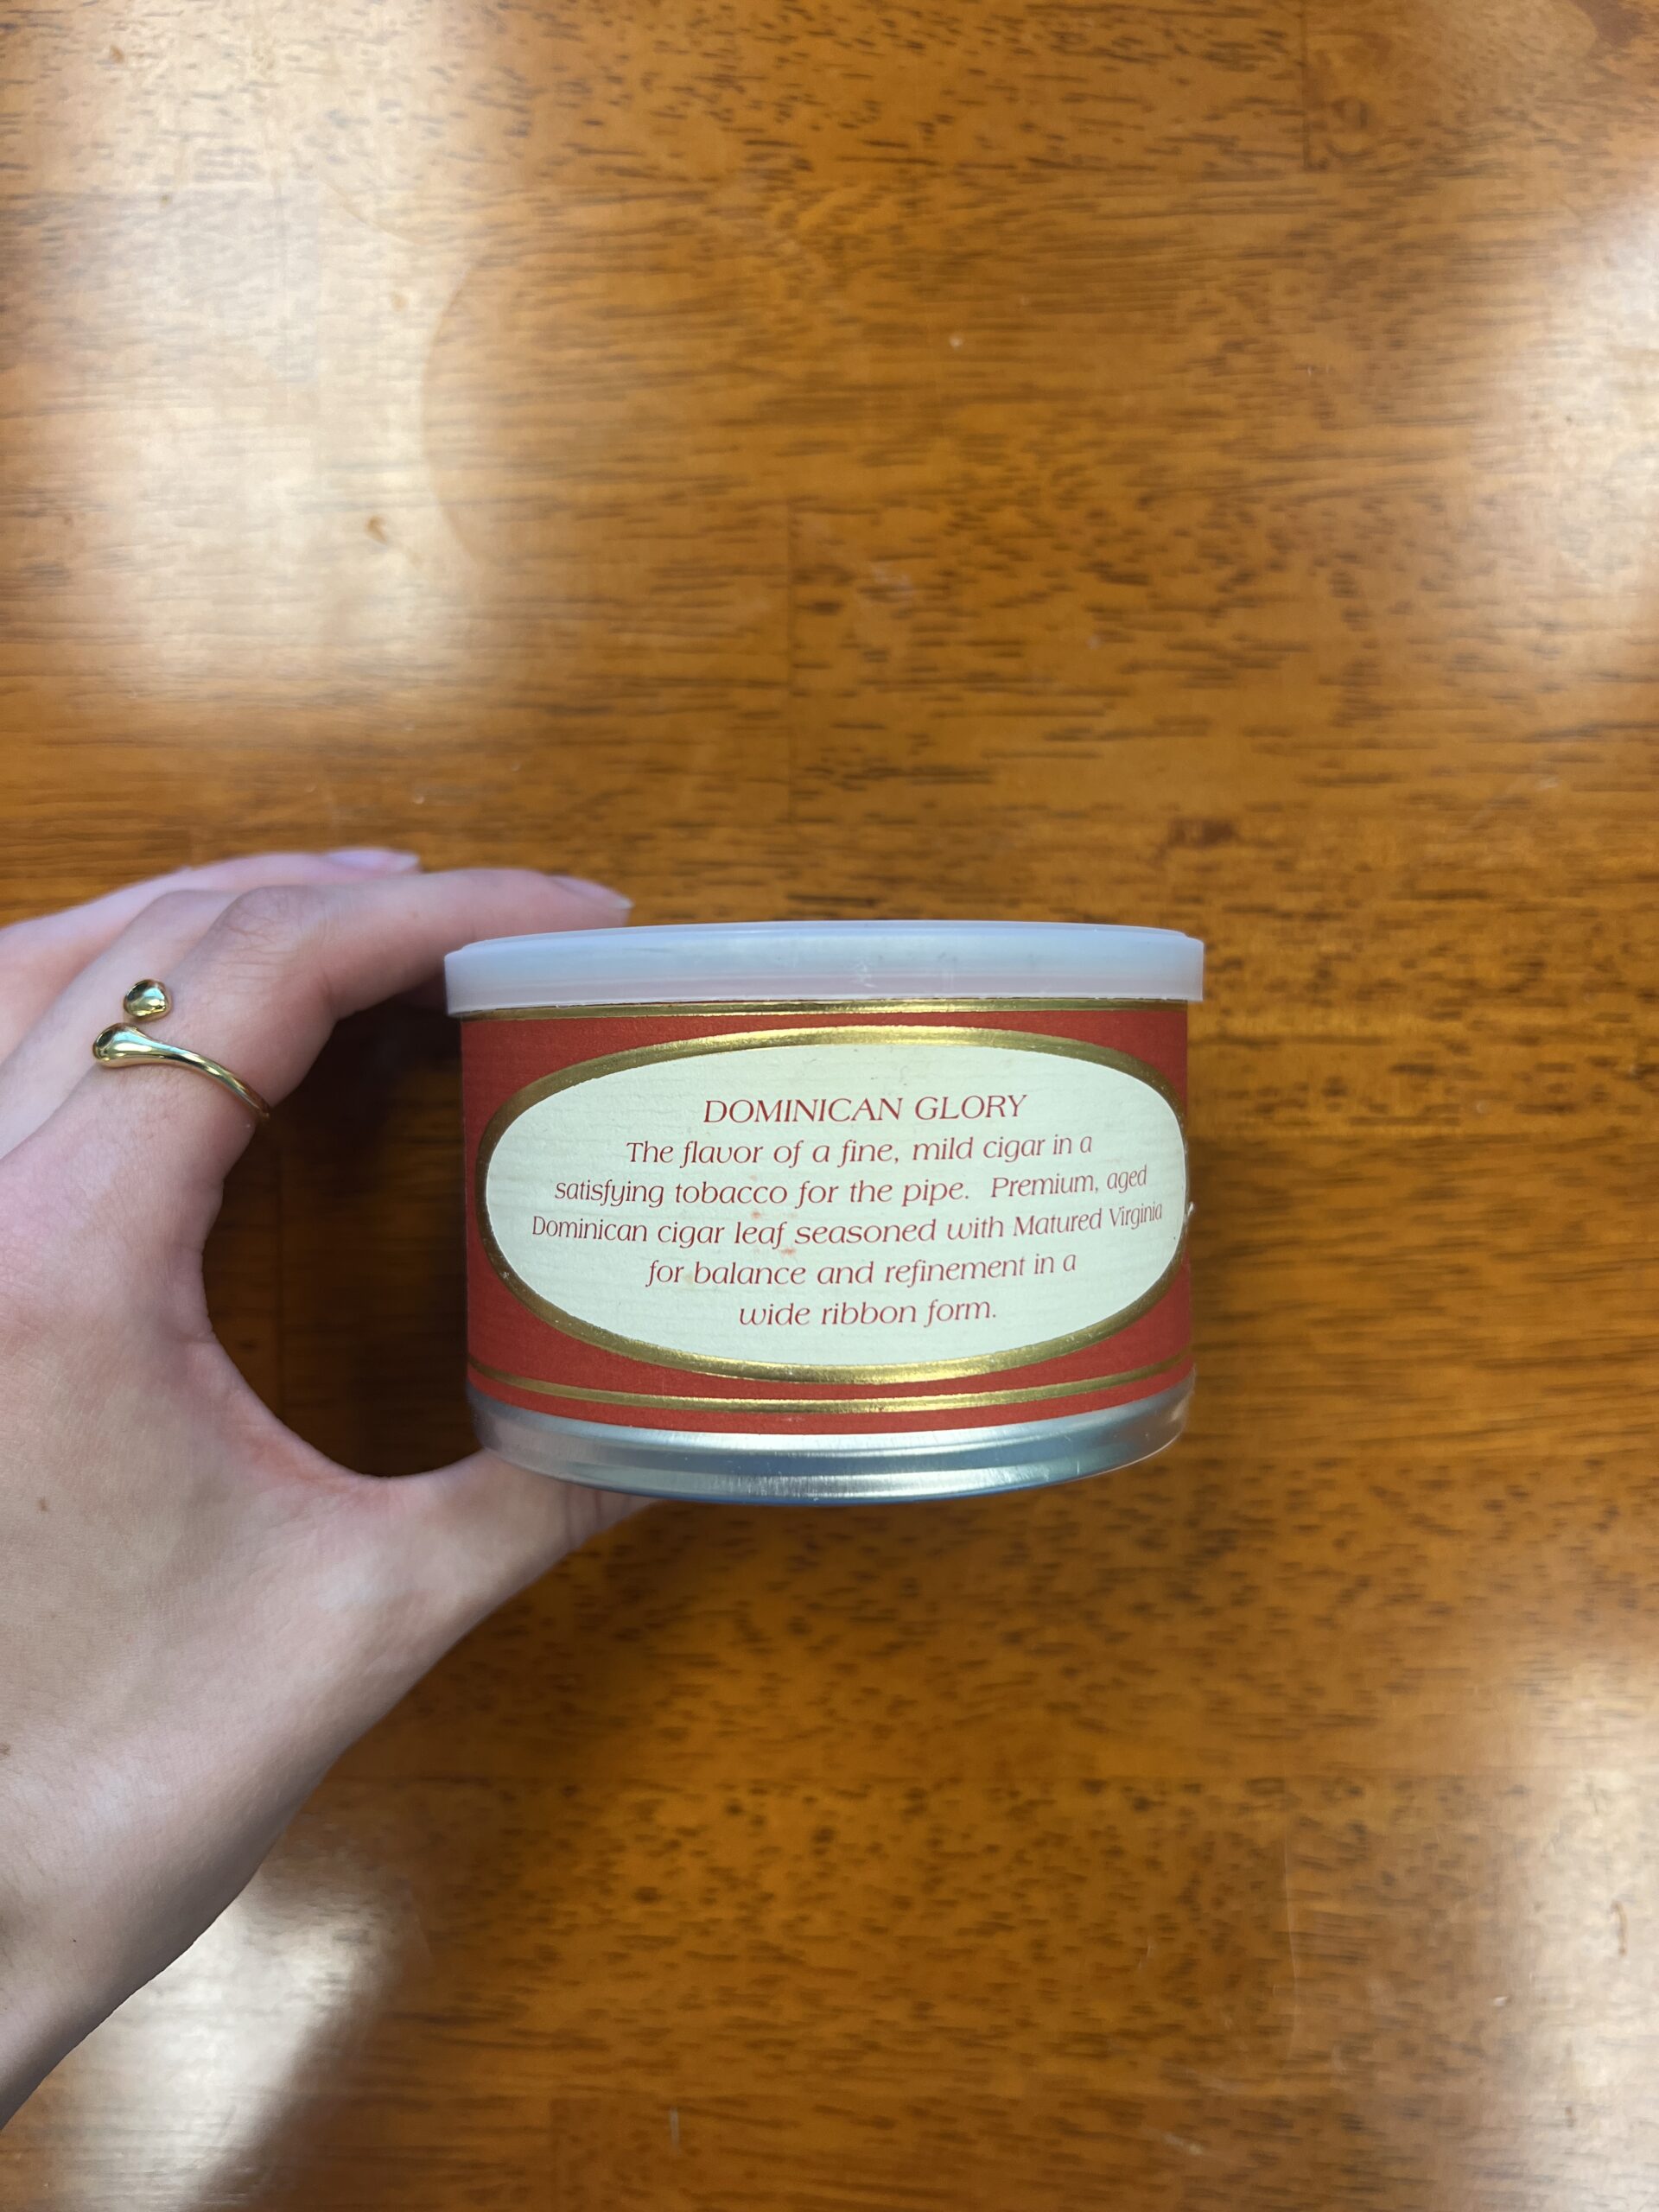 DOMINICAN GLORY
The flavor of a fine, mild cigar in a
satisfying tobacco for the pipe. Premium, aged
Dominican cigar leaf seasoned with Matured Virginia
for balance and refinement in a
wide ribbon form.